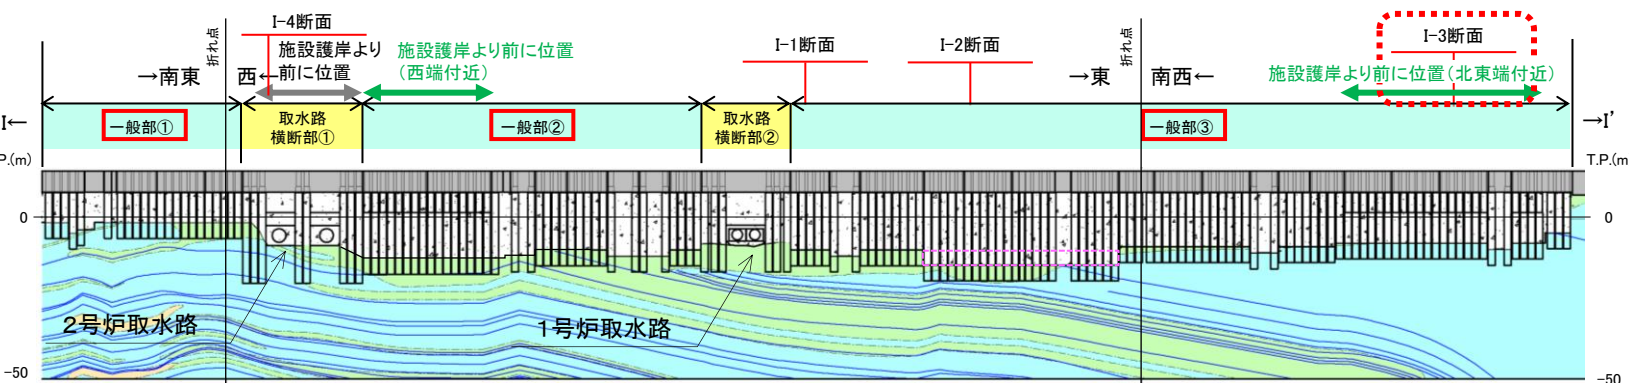 I-4断面
折れ点
施設護岸より
前に位置
施設護岸より前に位置
(西端付近)
I-1断面
I-2断面
折れ点
I-3断面
→南東
西←
→東
南西←
施設護岸より前に位置(北東端付近)
I←
一般部①
取水路
横断部①
一般部②
取水路
横断部②
一般部③
→I'
P.(m)
T.P.(m
0
0
2号炉取水路
1号炉取水路
-50
-50